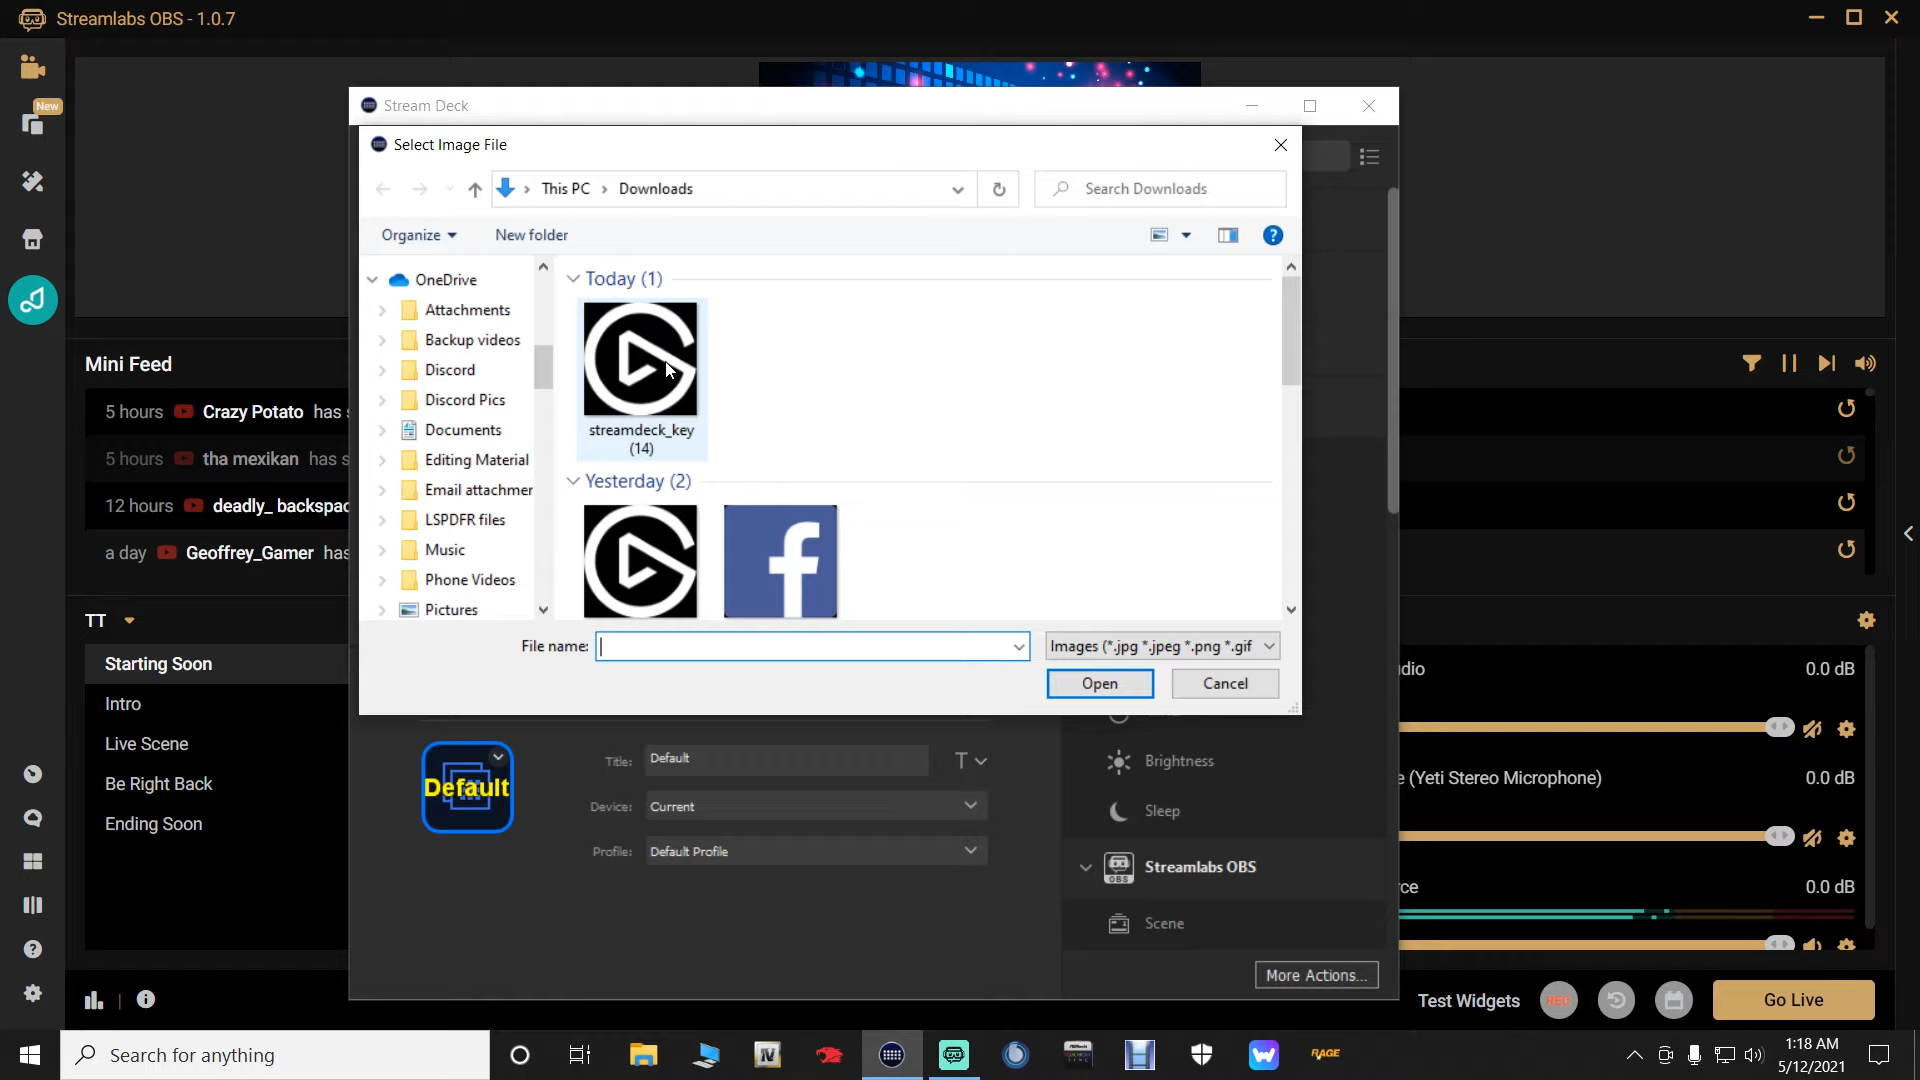 Streamlabs OBS - 1.0.7
New
Stream Deck
Select Image File
This PC > Downloads
Search Downloads
Organize
New folder
OneDrive
Attachments
Backup videos
Discord
Discord Pics
Documents
Editing Material
Email attachmen
LSPDFR files
Music
Phone Videos
Pictures
Today (1)
streamdeck_key
(14)
Yesterday (2)
File name:
Images (*.jpg *.jpeg *.png *.gif
Open
Cancel
Mini Feed
5 hours Crazy Potato has s
5 hours tha mexikan has s
12 hours deadly_ backspac
a day Geoffrey_Gamer has
TT
Starting Soon
Intro
Live Scene
Be Right Back
Ending Soon
Default
Title: Default
T
Device: Current
Profile: Default Profile
Brightness
Sleep
OBS
Streamlabs OBS
Scene
More Actions...
dio
0.0 dB
e (Yeti Stereo Microphone)
0.0 dB
rce
0.0 dB
Test Widgets
REC
Go Live
Search for anything
IV
RAGE
1:18 AM
5/12/2021